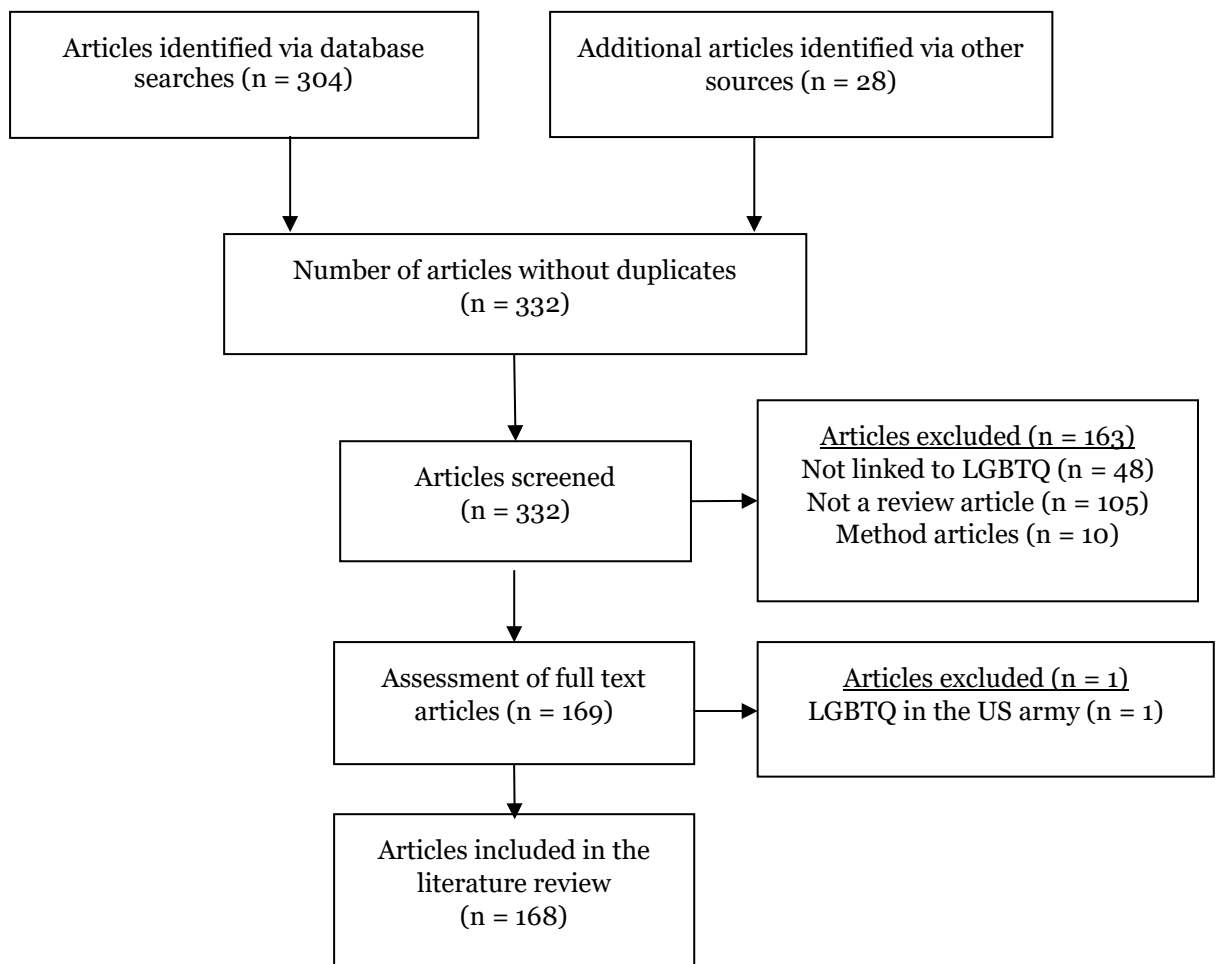 Articles identified via database
searches (n = 304)
Additional articles identified via other
sources (n = 28)
Number of articles without duplicates
(n = 332)
Articles screened
(n = 332)
Articles excluded (n = 163)
Not linked to LGBTQ (n = 48)
Not a review article (n = 105)
Method articles (n = 10)
Assessment of full text
articles (n = 169)
Articles excluded (n = 1)
LGBTQ in the US army (n = 1)
Articles included in the
literature review
(n = 168)